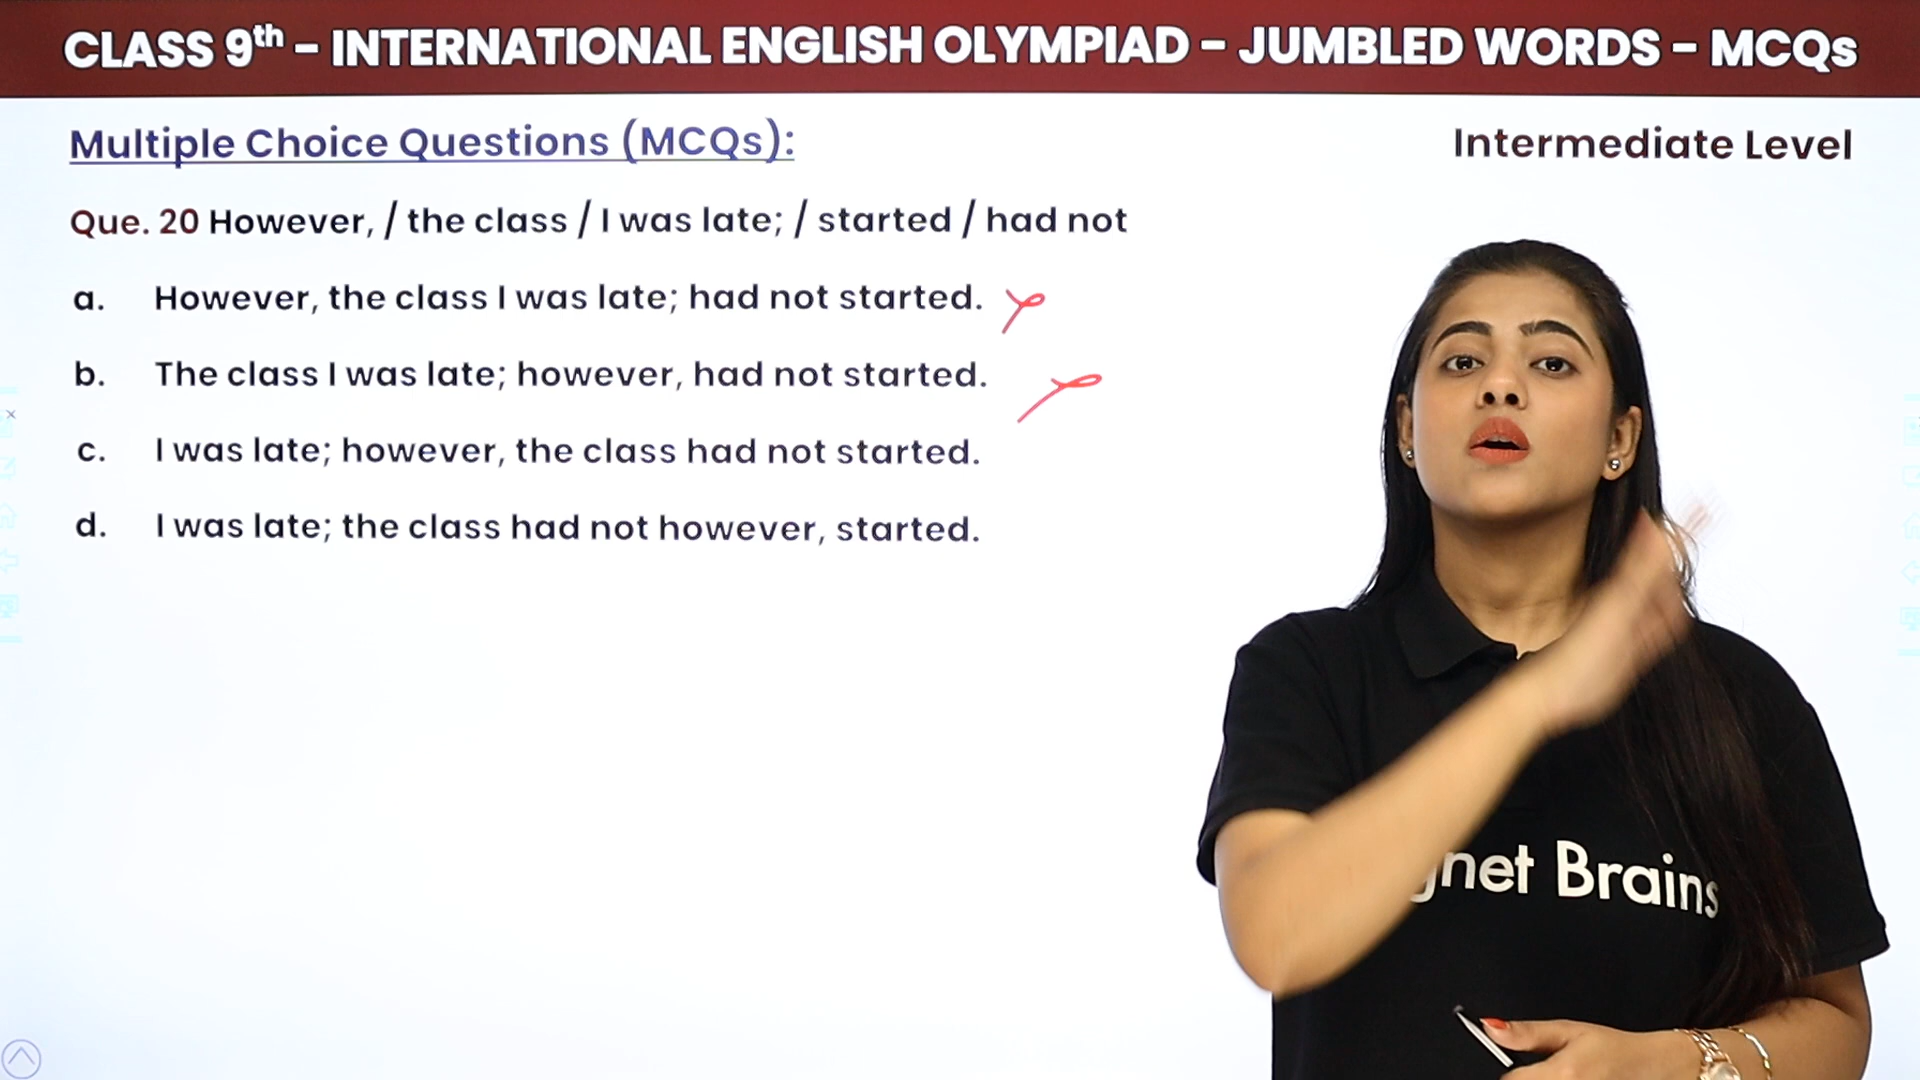 CLASS 9th - INTERNATIONAL ENGLISH OLYMPIAD - JUMBLED WORDS - MCQs
Multiple Choice Questions (MCQs):
Intermediate Level
Que. 20 However, / the class / I was late; / started / had not
a. However, the class I was late; had not started.
b. The class I was late; however, had not started.
c. I was late; however, the class had not started.
d. I was late; the class had not however, started.
gnet Brains